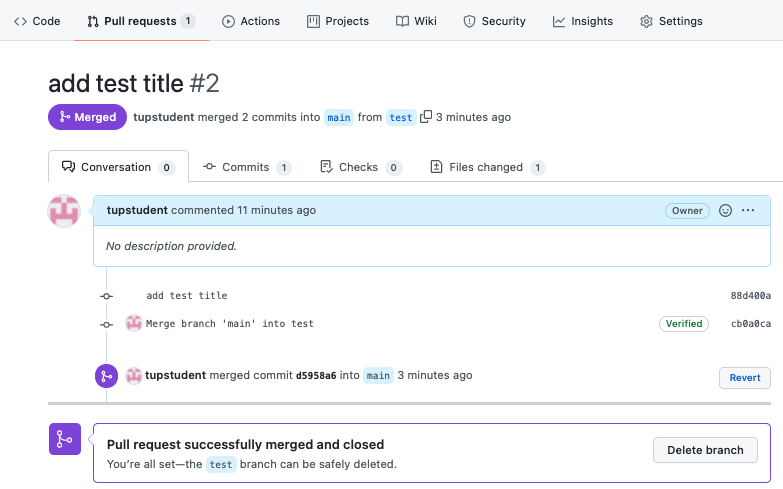 Code Pull requests 1 Actions Projects Wiki Security Insights Settings
add test title #2
Merged tupstudent merged 2 commits into main from test 3 minutes ago
Conversation 0 Commits 1 Checks 0 Files changed 1
tupstudent commented 11 minutes ago Owner
No description provided.
add test title 88d400a
Merge branch 'main' into test Verified cb0a0ca
tupstudent merged commit d5958a6 into main 3 minutes ago Revert
Pull request successfully merged and closed
You're all set—the test branch can be safely deleted.
Delete branch